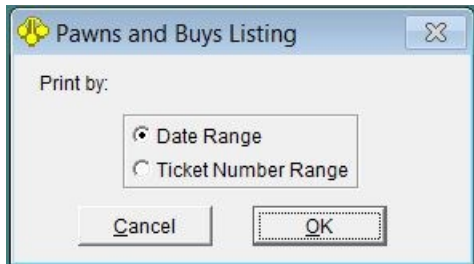 Pawns and Buys Listing
Print by:
Date Range
Ticket Number Range
Cancel OK